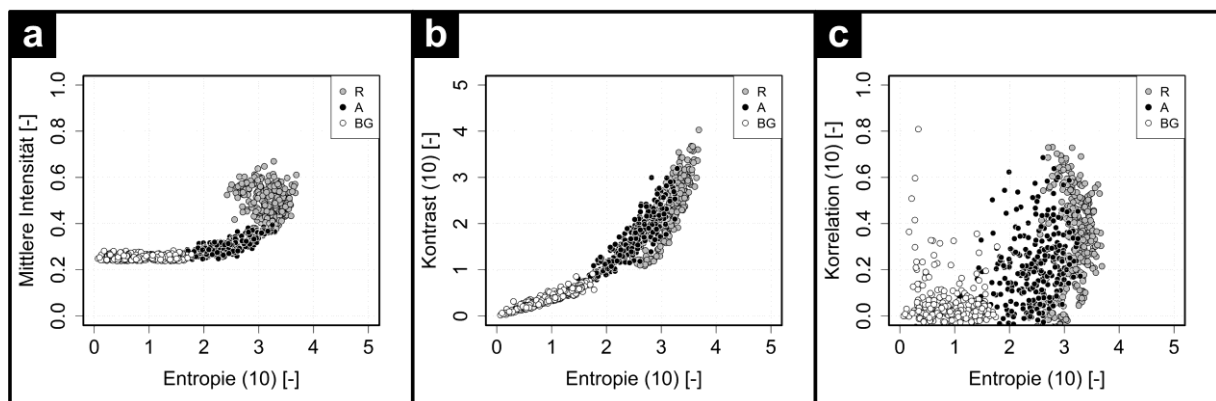 a
Mittlere Intensität [-]
1.0
0.8
0.6
0.4
0.2
0.0
R
A
BG
0 1 2 3 4 5
Entropie (10) [-]
b
Kontrast (10) [-]
5
4
3
2
1
0
R
A
BG
0 1 2 3 4 5
Entropie (10) [-]
c
Korrelation (10) [-]
1.0
0.8
0.6
0.4
0.2
0.0
R
A
BG
0 1 2 3 4 5
Entropie (10) [-]